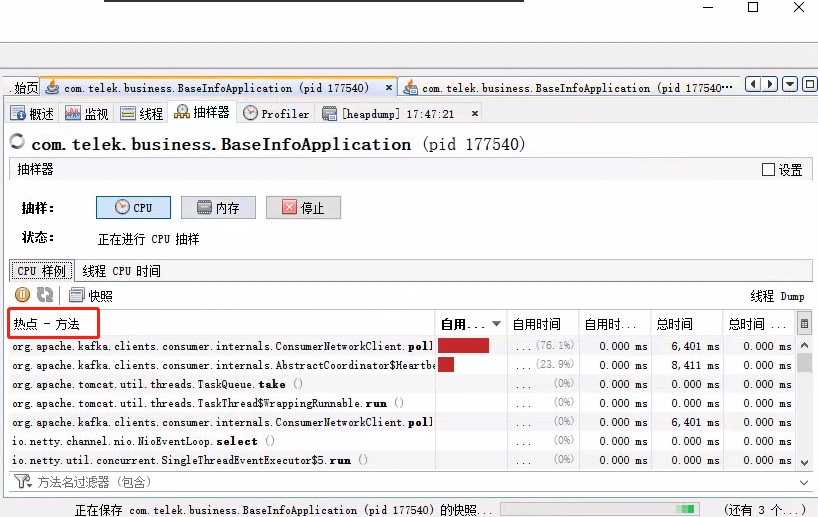 .始页 com.telek.business.BaseInfoApplication (pid 177540) × com.telek.business.BaseInfoApplication (pid 177540···
概述 监视 线程 抽样器 Profiler [heapdump] 17:47:21 ×
com.telek.business.BaseInfoApplication (pid 177540)
抽样器 设置
抽样： CPU 内存 停止
状态： 正在进行 CPU 抽样
CPU 样例 线程 CPU 时间
快照 线程 Dump
热点 - 方法 自用... 自用时间 自用时... 总时间 总时间 ...
org.apache.kafka.clients.consumer.internals.ConsumerNetworkClient.poll ... (76.1%) 0.000 ms 6,401 ms 0.000 ms
org.apache.kafka.clients.consumer.internals.AbstractCoordinator$Heartbe ... (23.9%) 0.000 ms 8,411 ms 0.000 ms
org.apache.tomcat.util.threads.TaskQueue.take () ... (0%) 0.000 ms 0.000 ms 0.000 ms
org.apache.tomcat.util.threads.TaskThread$WrappingRunnable.run () ... (0%) 0.000 ms 0.000 ms 0.000 ms
org.apache.kafka.clients.consumer.internals.ConsumerNetworkClient.poll ... (0%) 0.000 ms 6,401 ms 0.000 ms
io.netty.channel.nio.NioEventLoop.select () ... (0%) 0.000 ms 0.000 ms 0.000 ms
io.netty.util.concurrent.SingleThreadEventExecutor$5.run () ... (0%) 0.000 ms 0.000 ms 0.000 ms
方法名过滤器（包含）
正在保存 com.telek.business.BaseInfoApplication (pid 177540) 的快照... (还有 3 个...)